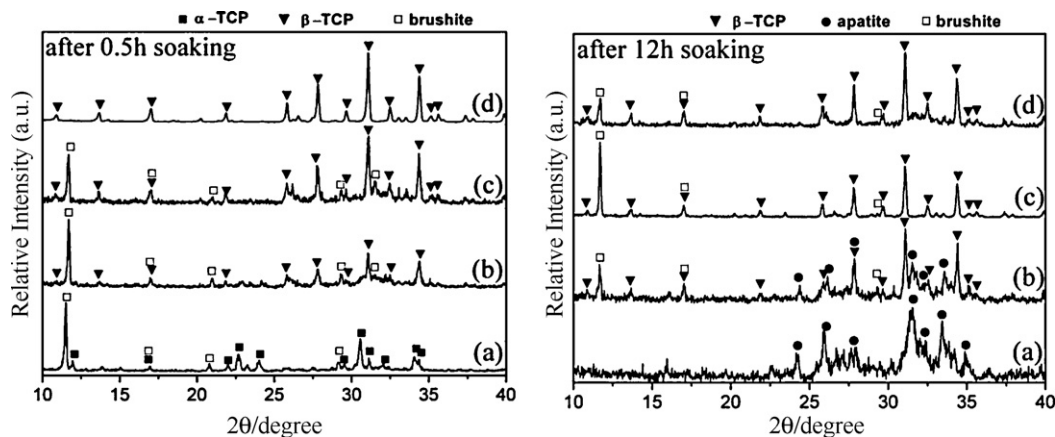 ■ α-TCP ▼ β-TCP □ brushite
after 0.5h soaking
(d)
(c)
(b)
(a)
Relative Intensity (a.u.)
10 15 20 25 30 35 40
2θ/degree
▼ β-TCP ● apatite □ brushite
after 12h soaking
(d)
(c)
(b)
(a)
Relative Intensity (a.u.)
10 15 20 25 30 35 40
2θ/degree